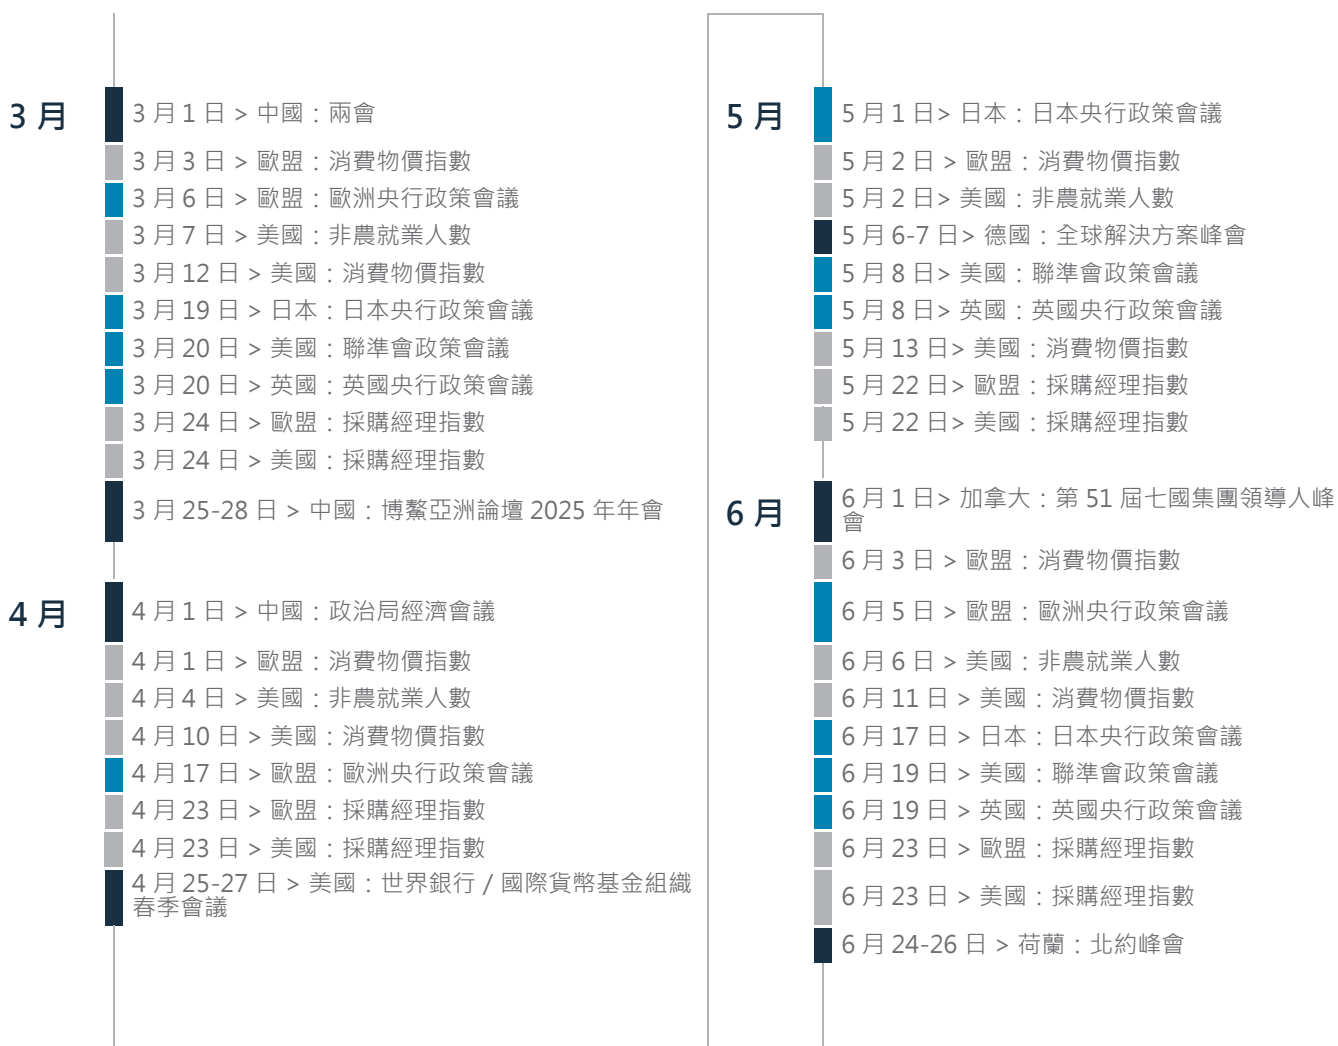 3 月
3 月 1 日 > 中國：兩會
3 月 3 日 > 歐盟：消費物價指數
3 月 6 日 > 歐盟：歐洲央行政策會議
3 月 7 日 > 美國：非農就業人數
3 月 12 日 > 美國：消費物價指數
3 月 19 日 > 日本：日本央行政策會議
3 月 20 日 > 美國：聯準會政策會議
3 月 20 日 > 英國：英國央行政策會議
3 月 24 日 > 歐盟：採購經理指數
3 月 24 日 > 美國：採購經理指數
3 月 25-28 日 > 中國：博鰲亞洲論壇 2025 年年會
4 月
4 月 1 日 > 中國：政治局經濟會議
4 月 1 日 > 歐盟：消費物價指數
4 月 4 日 > 美國：非農就業人數
4 月 10 日 > 美國：消費物價指數
4 月 17 日 > 歐盟：歐洲央行政策會議
4 月 23 日 > 歐盟：採購經理指數
4 月 23 日 > 美國：採購經理指數
4 月 25-27 日 > 美國：世界銀行 / 國際貨幣基金組織
春季會議
5 月
5 月 1 日> 日本：日本央行政策會議
5 月 2 日 > 歐盟：消費物價指數
5 月 2 日> 美國：非農就業人數
5 月 6-7 日> 德國：全球解決方案峰會
5 月 8 日> 美國：聯準會政策會議
5 月 8 日> 英國：英國央行政策會議
5 月 13 日> 美國：消費物價指數
5 月 22 日> 歐盟：採購經理指數
5 月 22 日> 美國：採購經理指數
6 月
6 月 1 日> 加拿大：第 51 屆七國集團領導人峰
會
6 月 3 日 > 歐盟：消費物價指數
6 月 5 日 > 歐盟：歐洲央行政策會議
6 月 6 日 > 美國：非農就業人數
6 月 11 日 > 美國：消費物價指數
6 月 17 日 > 日本：日本央行政策會議
6 月 19 日 > 美國：聯準會政策會議
6 月 19 日 > 英國：英國央行政策會議
6 月 23 日 > 歐盟：採購經理指數
6 月 23 日 > 美國：採購經理指數
6 月 24-26 日 > 荷蘭：北約峰會